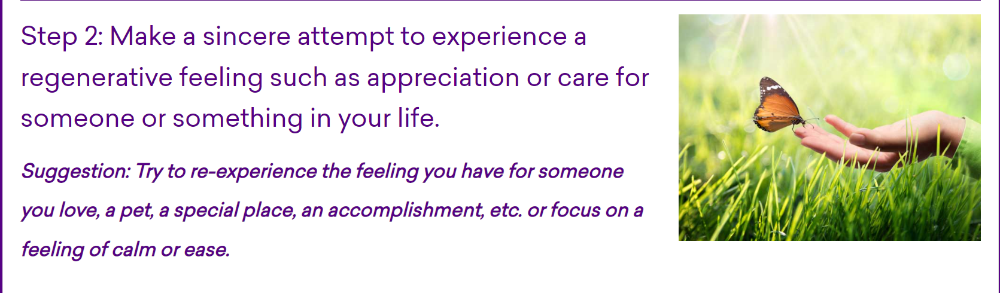 Step 2: Make a sincere attempt to experience a
regenerative feeling such as appreciation or care for
someone or something in your life.
Suggestion: Try to re-experience the feeling you have for someone
you love, a pet, a special place, an accomplishment, etc. or focus on a
feeling of calm or ease.